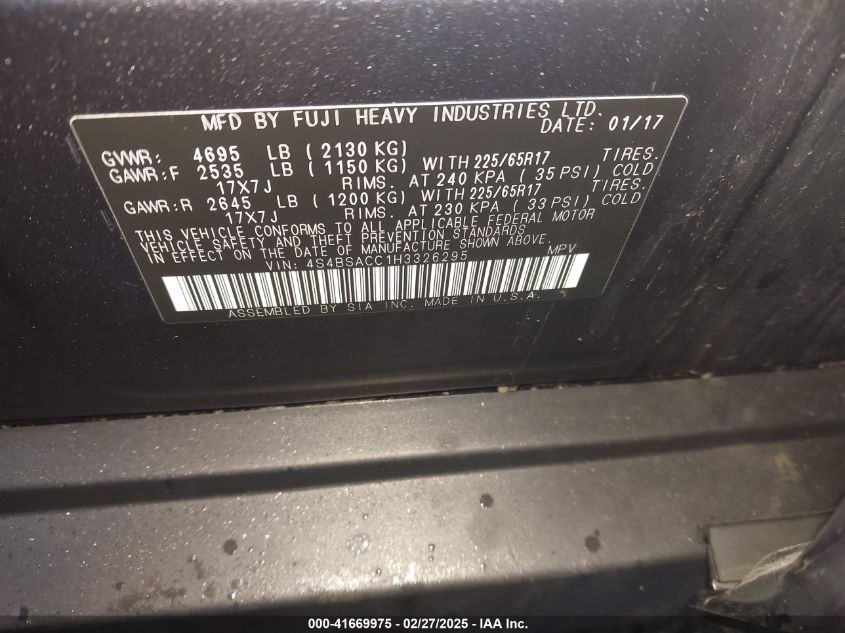 MFD BY FUJI HEAVY INDUSTRIES LTD.
DATE: 01/17
GVWR: 4695 LB ( 2130 KG)
GAWR:F 2535 LB ( 1150 KG) WITH 225/65R17 TIRES.
17X7J RIMS. AT 240 KPA ( 35 PSI) COLD
GAWR:R 2645 LB ( 1200 KG) WITH 225/65R17 TIRES.
17X7J RIMS. AT 230 KPA ( 33 PSI) COLD
THIS VEHICLE CONFORMS TO ALL APPLICABLE FEDERAL MOTOR
VEHICLE SAFETY AND THEFT PREVENTION STANDARDS
IN EFFECT ON THE DATE OF MANUFACTURE SHOWN ABOVE.
VIN: 4S4BSACC1H3326295 MPV
ASSEMBLED BY SIA INC. MADE IN U.S.A.
000-41669975 — 02/27/2025 — IAA Inc.